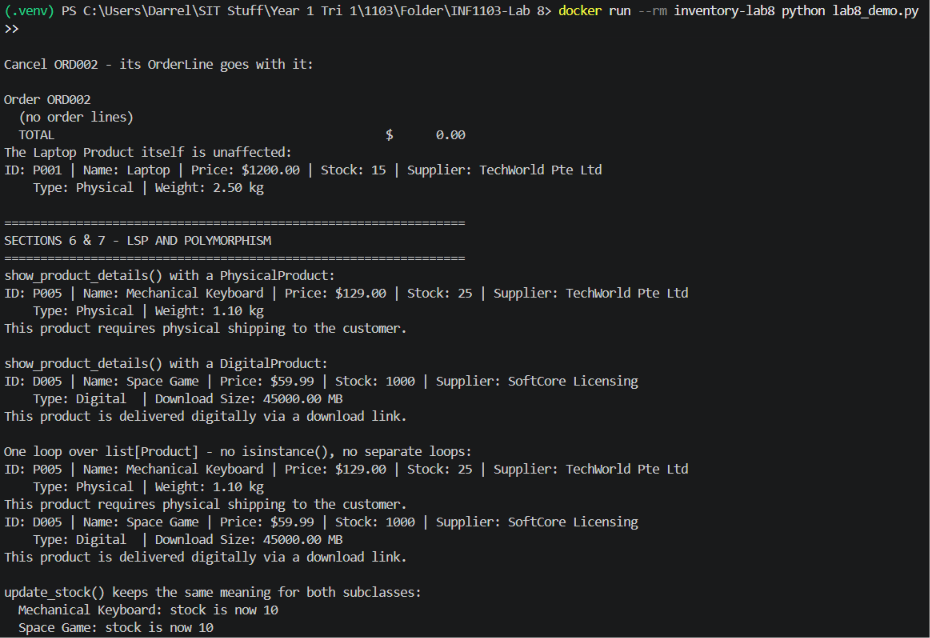 (.venv) PS C:\Users\Darrel\SIT Stuff\Year 1 Tri 1\1103\Folder\INF1103-Lab 8> docker run --rm inventory-lab8 python lab8_demo.py
>>
Cancel ORD002 - its OrderLine goes with it:
Order ORD002
  (no order lines)
  TOTAL                                              $      0.00
The Laptop Product itself is unaffected:
ID: P001 | Name: Laptop | Price: $1200.00 | Stock: 15 | Supplier: TechWorld Pte Ltd
    Type: Physical | Weight: 2.50 kg
================================================================
SECTIONS 6 & 7 - LSP AND POLYMORPHISM
================================================================
show_product_details() with a PhysicalProduct:
ID: P005 | Name: Mechanical Keyboard | Price: $129.00 | Stock: 25 | Supplier: TechWorld Pte Ltd
    Type: Physical | Weight: 1.10 kg
This product requires physical shipping to the customer.
show_product_details() with a DigitalProduct:
ID: D005 | Name: Space Game | Price: $59.99 | Stock: 1000 | Supplier: SoftCore Licensing
    Type: Digital  | Download Size: 45000.00 MB
This product is delivered digitally via a download link.
One loop over list[Product] - no isinstance(), no separate loops:
ID: P005 | Name: Mechanical Keyboard | Price: $129.00 | Stock: 25 | Supplier: TechWorld Pte Ltd
    Type: Physical | Weight: 1.10 kg
This product requires physical shipping to the customer.
ID: D005 | Name: Space Game | Price: $59.99 | Stock: 1000 | Supplier: SoftCore Licensing
    Type: Digital  | Download Size: 45000.00 MB
This product is delivered digitally via a download link.
update_stock() keeps the same meaning for both subclasses:
  Mechanical Keyboard: stock is now 10
  Space Game: stock is now 10